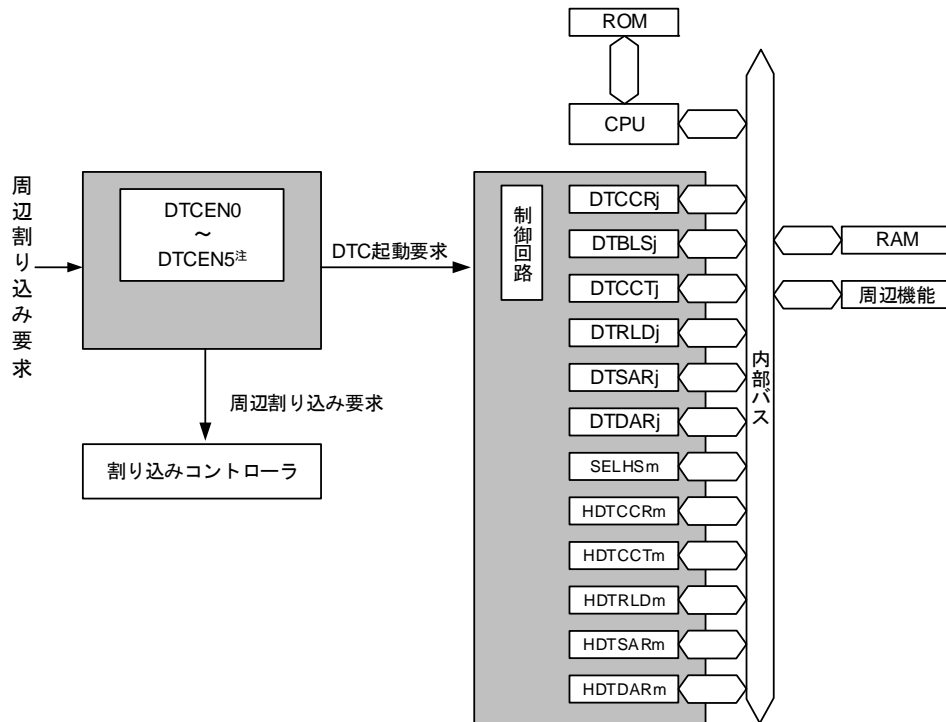 ROM
CPU
周辺割り込み要求
DTCEN0
～
DTCEN5注
DTC起動要求
制御回路
DTCCRj
DTBLSj
DTCCTj
DTRLDj
DTSARj
DTDARj
SELHSm
HDTCCRm
HDTCCTm
HDTRLDm
HDTSARm
HDTDARm
内部バス
RAM
周辺機能
周辺割り込み要求
割り込みコントローラ